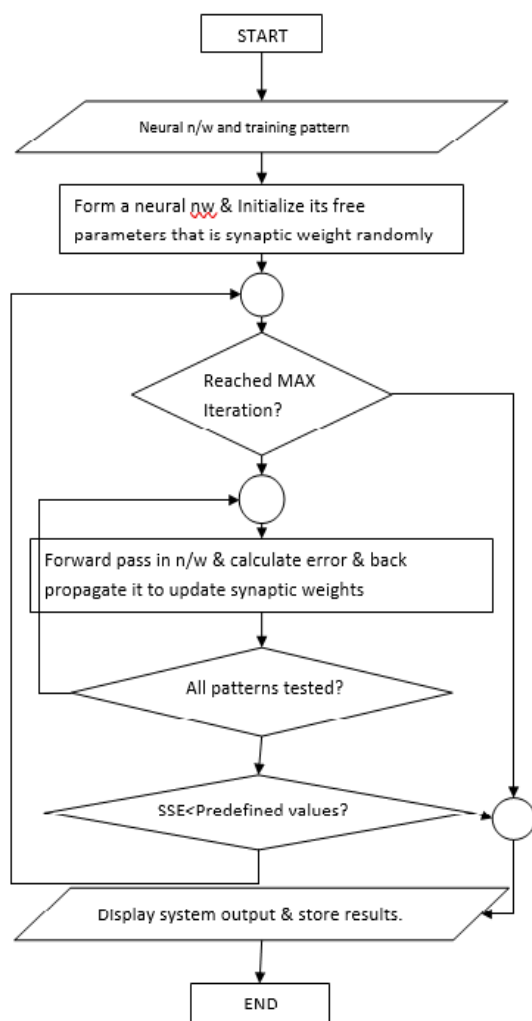 START
Neural n/w and training pattern
Form a neural nw & Initialize its free
parameters that is synaptic weight randomly
Reached MAX
Iteration?
Forward pass in n/w & calculate error & back
propagate it to update synaptic weights
All patterns tested?
SSE<Predefined values?
Display system output & store results.
END